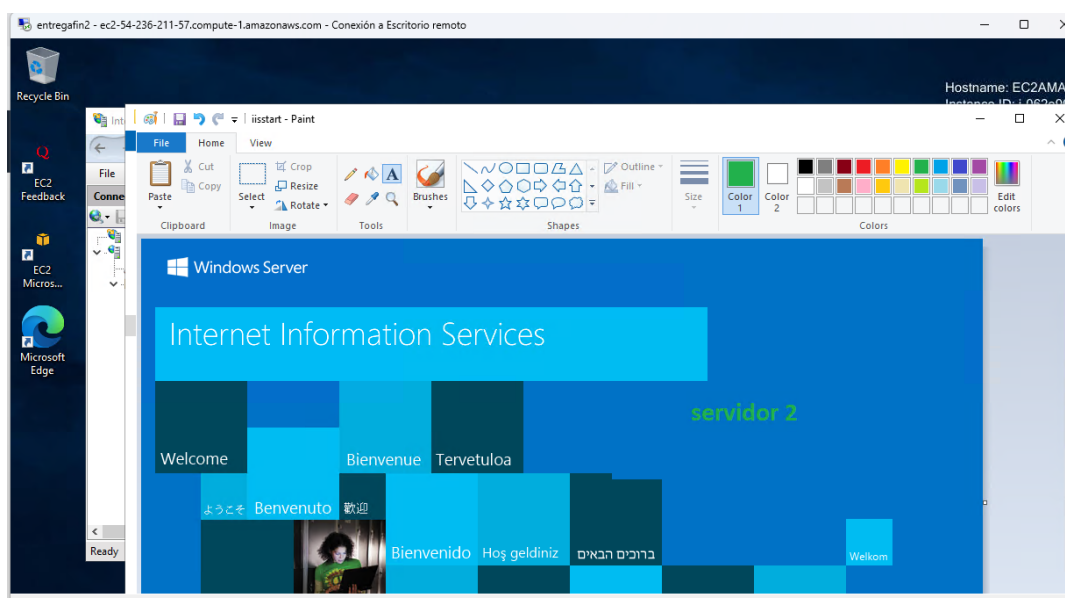 entregafin2 - ec2-54-236-211-57.compute-1.amazonaws.com - Conexión a Escritorio remoto
Recycle Bin
Hostname: EC2AMA
EC2
Feedback
EC2
Micros...
Microsoft
Edge
Int
File
Conne
Ready
iisstart - Paint
File Home View
Paste
Cut
Copy
Clipboard
Select
Crop
Resize
Rotate
Image
A
Tools
Brushes
Outline
Fill
Shapes
Size
Color
1
Color
2
Edit
colors
Colors
Windows Server
Internet Information Services
servidor 2
Welcome
Bienvenue
Tervetuloa
ようこそ
Benvenuto
歡迎
Bienvenido
Hoş geldiniz
ברוכים הבאים
Welkom